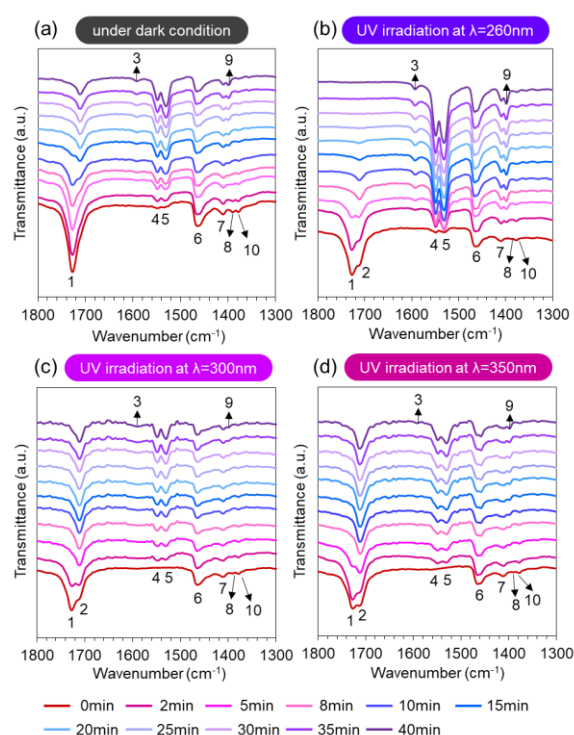 (a) under dark condition
(b) UV irradiation at λ=260nm
3 9
3 9
Transmittance (a.u.)
Transmittance (a.u.)
1 4 5 6 7 8 10
1 2 4 5 6 7 8 10
1800 1700 1600 1500 1400 1300
1800 1700 1600 1500 1400 1300
Wavenumber (cm⁻¹)
Wavenumber (cm⁻¹)
(c) UV irradiation at λ=300nm
(d) UV irradiation at λ=350nm
3 9
3 9
Transmittance (a.u.)
Transmittance (a.u.)
1 2 4 5 6 7 8 10
1 2 4 5 6 7 8 10
1800 1700 1600 1500 1400 1300
1800 1700 1600 1500 1400 1300
Wavenumber (cm⁻¹)
Wavenumber (cm⁻¹)
0min 2min 5min 8min 10min 15min
20min 25min 30min 35min 40min